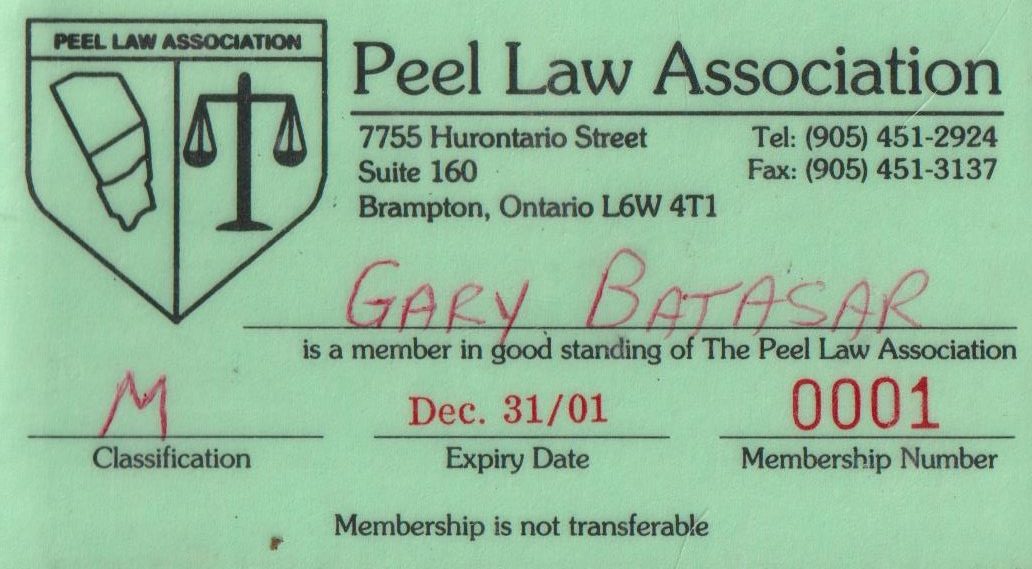 PEEL LAW ASSOCIATION
Peel Law Association
7755 Hurontario Street
Suite 160
Brampton, Ontario L6W 4T1
Tel: (905) 451-2924
Fax: (905) 451-3137
GARY BATASAR
is a member in good standing of The Peel Law Association
M
Classification
Dec. 31/01
Expiry Date
0001
Membership Number
Membership is not transferable